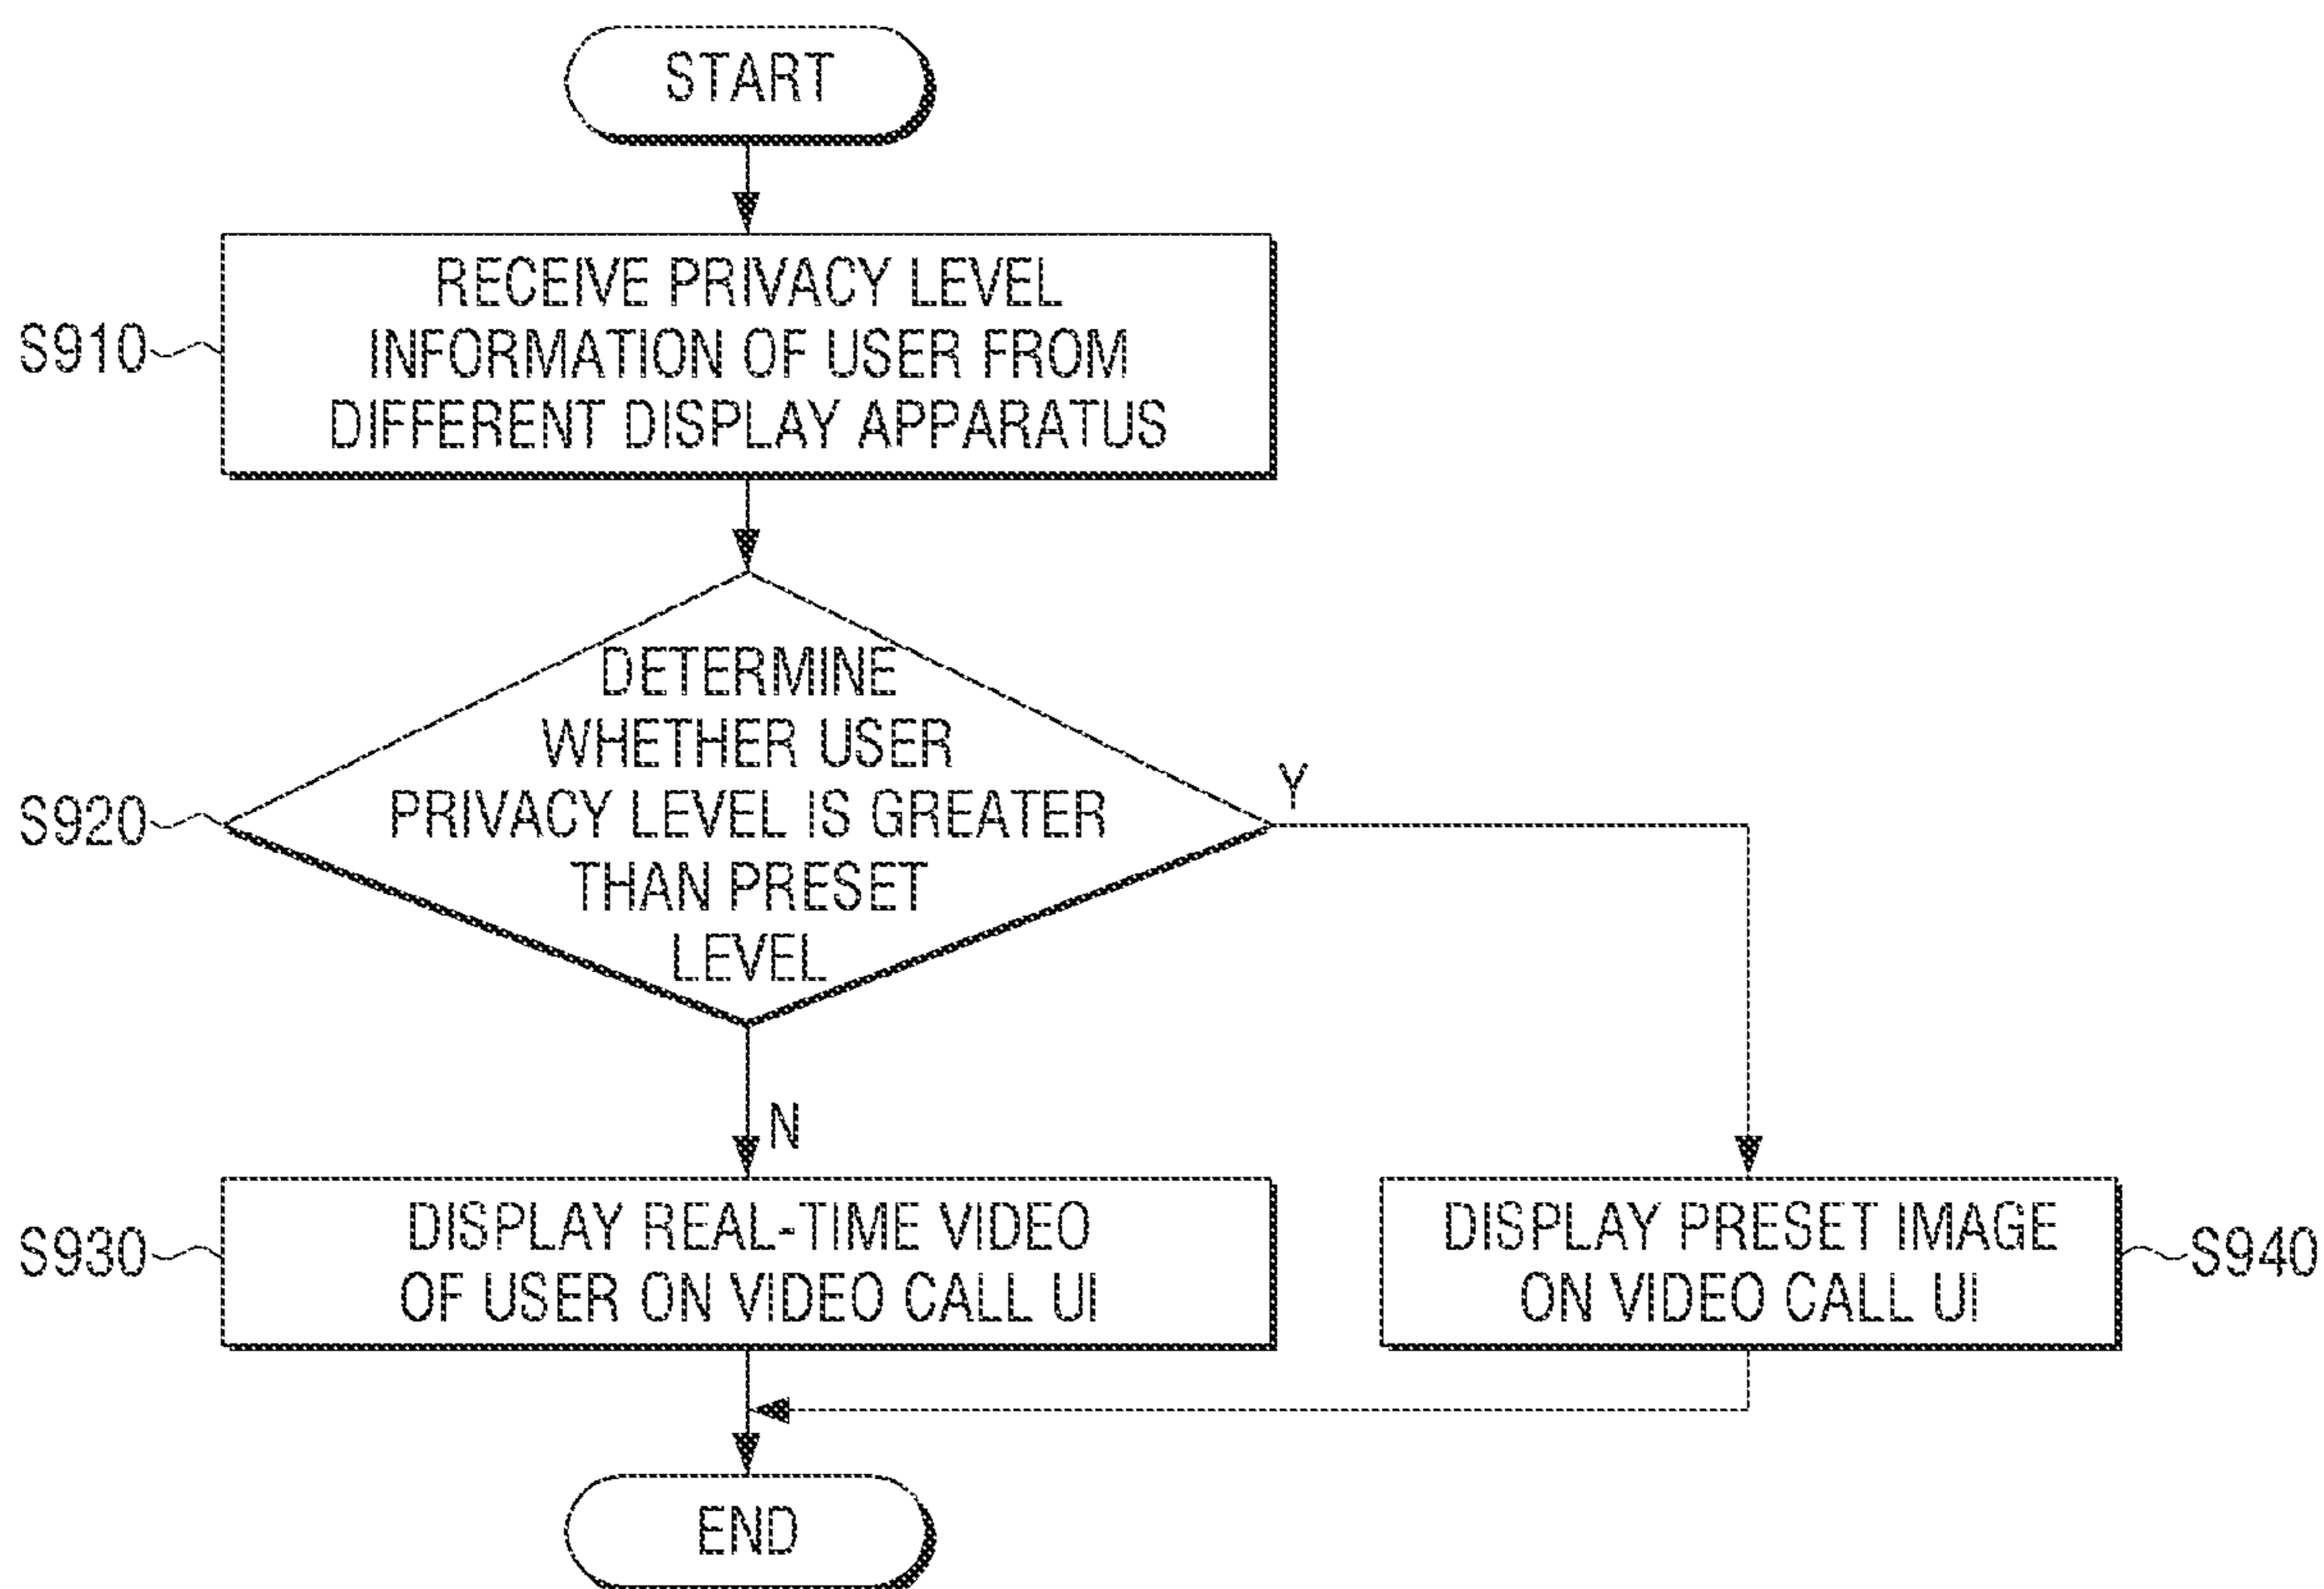 START
RECEIVE PRIVACY LEVEL
INFORMATION OF USER FROM
DIFFERENT DISPLAY APPARATUS
S910
DETERMINE
WHETHER USER
PRIVACY LEVEL IS GREATER
THAN PRESET
LEVEL
S920
Y
N
DISPLAY REAL-TIME VIDEO
OF USER ON VIDEO CALL UI
S930
DISPLAY PRESET IMAGE
ON VIDEO CALL UI
S940
END